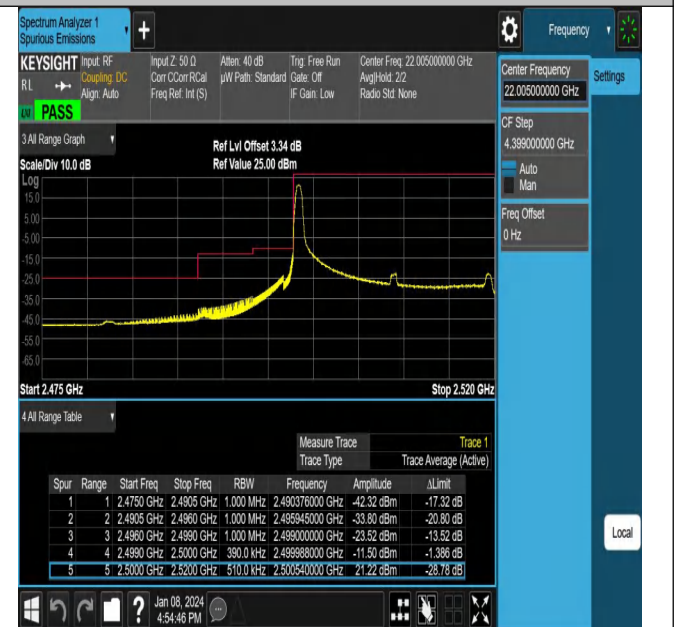 Spectrum Analyzer 1
Spurious Emissions
Frequency
KEYSIGHT
RL
Input: RF
Coupling: DC
Align: Auto
Input Z: 50 Ω
Corr CCorr RCal
Freq Ref: Int (S)
Atten: 40 dB
µW Path: Standard
Trig: Free Run
Gate: Off
IF Gain: Low
Center Freq: 22.005000000 GHz
Avg|Hold: 2/2
Radio Std: None
PASS
Center Frequency
22.005000000 GHz
Settings
CF Step
4.399000000 GHz
Auto
Man
Freq Offset
0 Hz
3 All Range Graph
Scale/Div 10.0 dB
Ref Lvl Offset 3.34 dB
Ref Value 25.00 dBm
Log
15.0
5.00
-5.00
-15.0
-25.0
-35.0
-45.0
-55.0
-65.0
Start 2.475 GHz
Stop 2.520 GHz
4 All Range Table
Measure Trace Trace 1
Trace Type Trace Average (Active)
Spur Range Start Freq Stop Freq RBW Frequency Amplitude ΔLimit
1 1 2.4750 GHz 2.4905 GHz 1.000 MHz 2.490376000 GHz -42.32 dBm -17.32 dB
2 2 2.4905 GHz 2.4960 GHz 1.000 MHz 2.495945000 GHz -33.80 dBm -20.80 dB
3 3 2.4960 GHz 2.4990 GHz 1.000 MHz 2.499000000 GHz -23.52 dBm -13.52 dB
4 4 2.4990 GHz 2.5000 GHz 390.0 kHz 2.499988000 GHz -11.50 dBm -1.386 dB
5 5 2.5000 GHz 2.5200 GHz 510.0 kHz 2.500540000 GHz 21.22 dBm -28.78 dB
Local
Jan 08, 2024
4:54:46 PM